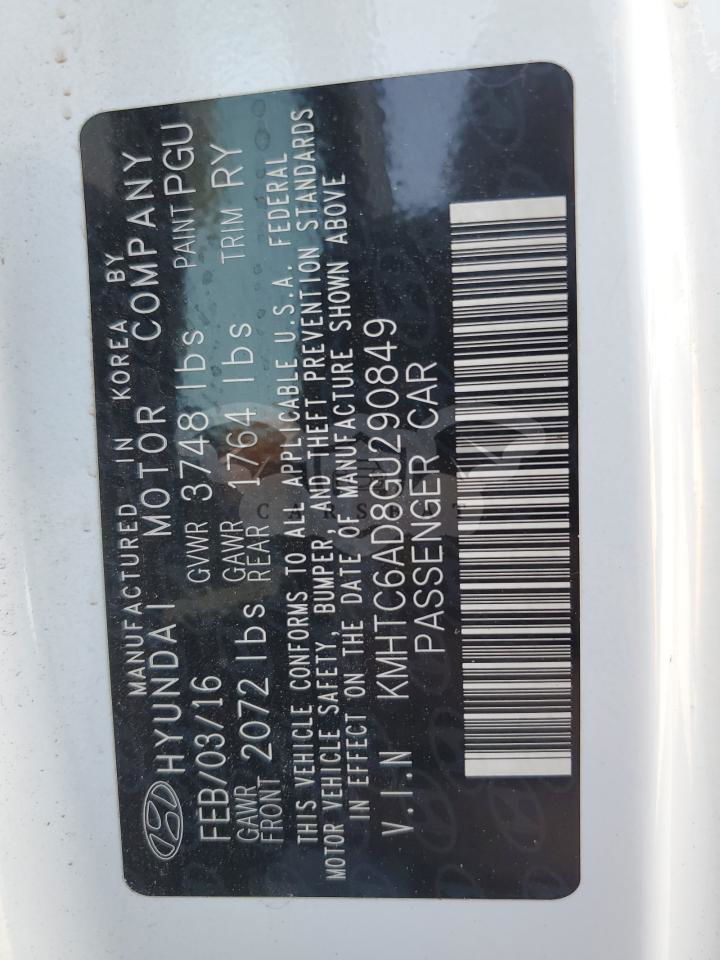 MANUFACTURED IN KOREA BY
HYUNDAI MOTOR COMPANY
FEB/03/16 GVWR 3748 lbs PAINT PGU
GAWR FRONT 2072 lbs GAWR REAR 1764 lbs TRIM RY
THIS VEHICLE CONFORMS TO ALL APPLICABLE U.S.A. FEDERAL
MOTOR VEHICLE SAFETY, BUMPER, AND THEFT PREVENTION STANDARDS
IN EFFECT ON THE DATE OF MANUFACTURE SHOWN ABOVE
V.I.N KMHTC6AD8GU290849
PASSENGER CAR